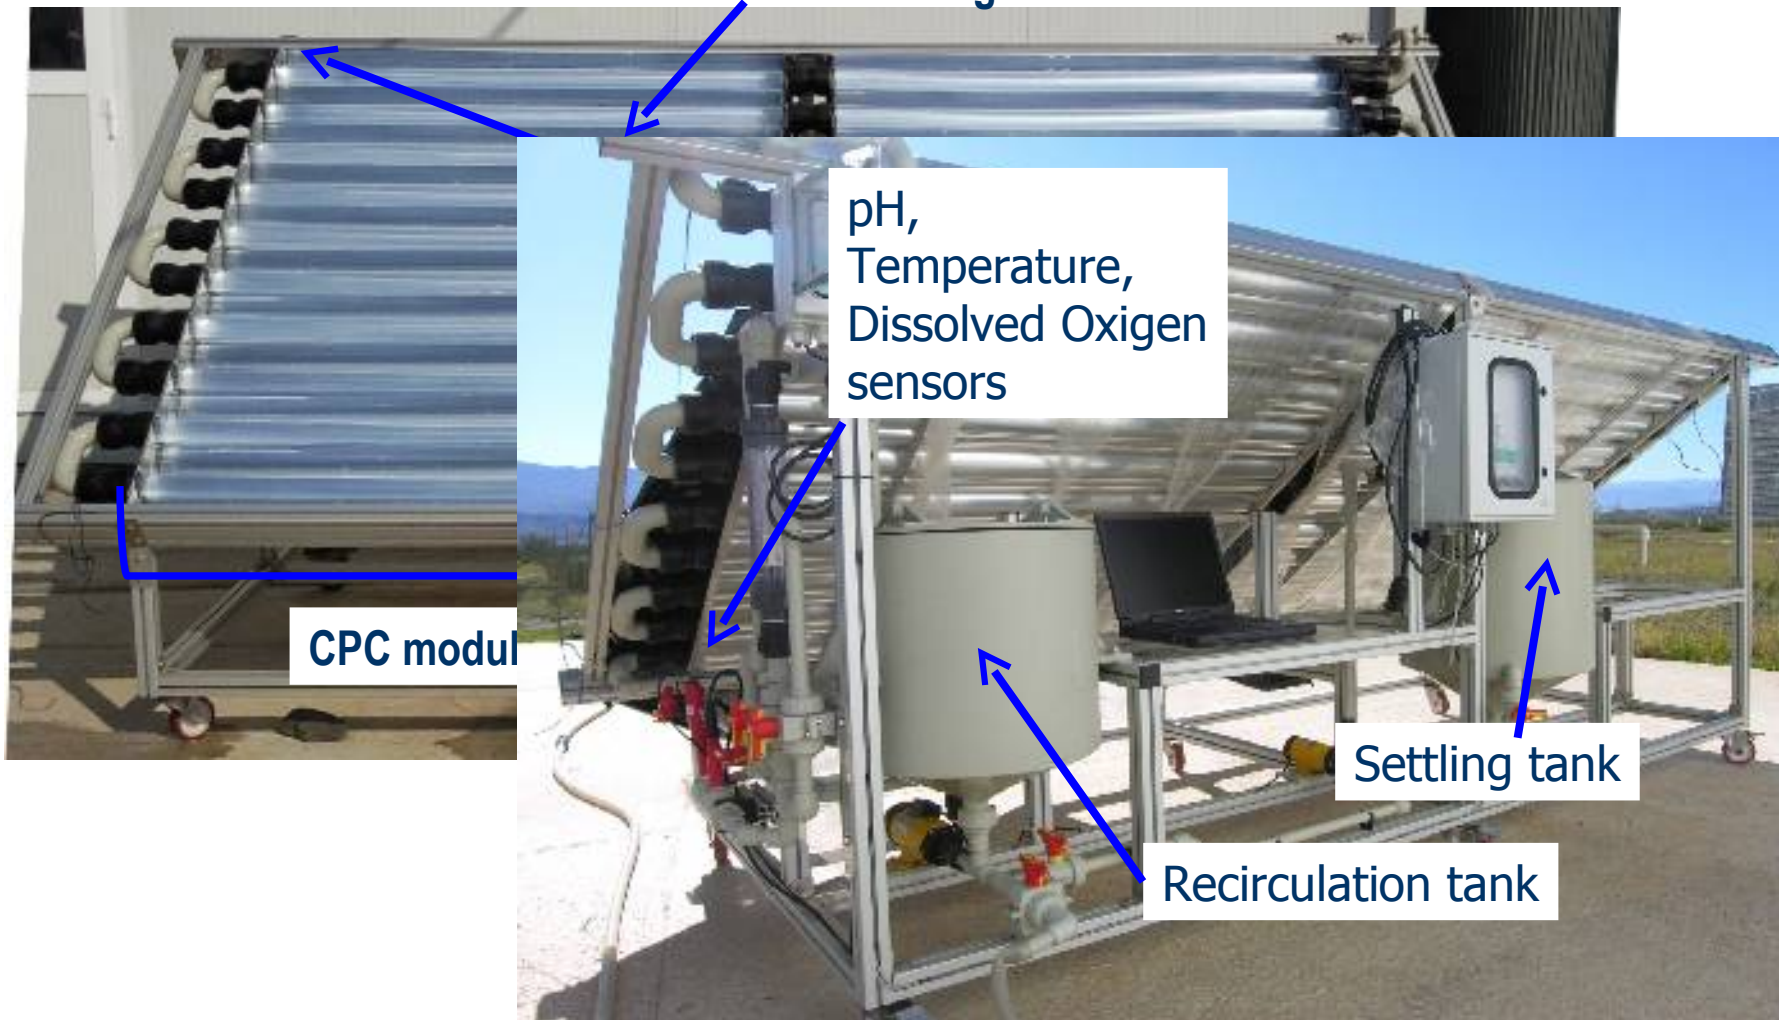 pH,
Temperature,
Dissolved Oxigen
sensors
CPC modul
Settling tank
Recirculation tank